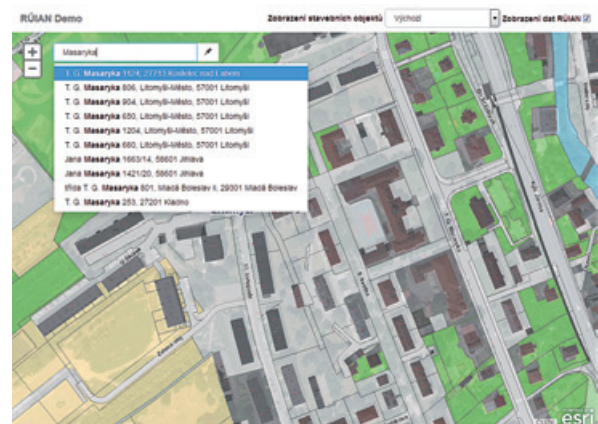 RÚIAN Demo
Zobrazení stavebních objektů
Výchozí
Zobrazení dat RÚIAN
+
Masaryka
−
T. G. Masaryka 1124, 27713 Kostelec nad Labem
T. G. Masaryka 806, Litomyšl-Město, 57001 Litomyšl
T. G. Masaryka 904, Litomyšl-Město, 57001 Litomyšl
T. G. Masaryka 650, Litomyšl-Město, 57001 Litomyšl
T. G. Masaryka 1204, Litomyšl-Město, 57001 Litomyšl
T. G. Masaryka 660, Litomyšl-Město, 57001 Litomyšl
Jana Masaryka 1663/14, 58601 Jihlava
Jana Masaryka 1421/20, 58601 Jihlava
třída T. G. Masaryka 801, Mladá Boleslav II, 29301 Mladá Boleslav
T. G. Masaryka 253, 27201 Kladno
T. G. Masaryka
esri